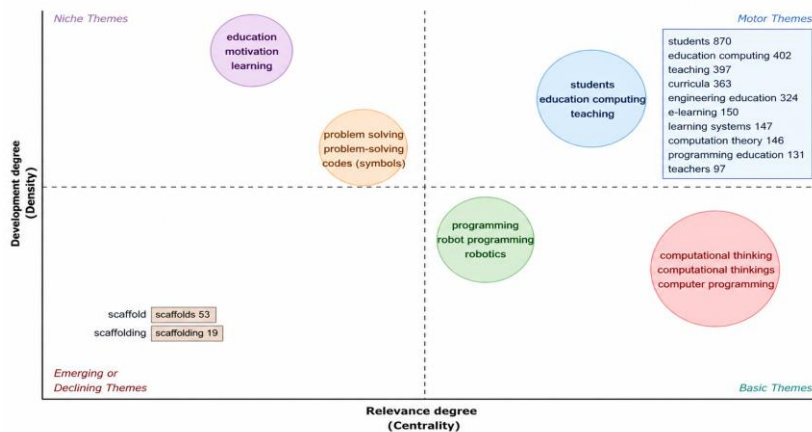 Niche Themes
Motor Themes
education
motivation
learning
students
education computing
teaching
students 870
education computing 402
teaching 397
curricula 363
engineering education 324
e-learning 150
learning systems 147
computation theory 146
programming education 131
teachers 97
problem solving
problem-solving
codes (symbols)
Development degree
(Density)
programming
robot programming
robotics
computational thinking
computational thinkings
computer programming
scaffold scaffolds 53
scaffolding scaffolding 19
Emerging or
Declining Themes
Basic Themes
Relevance degree
(Centrality)